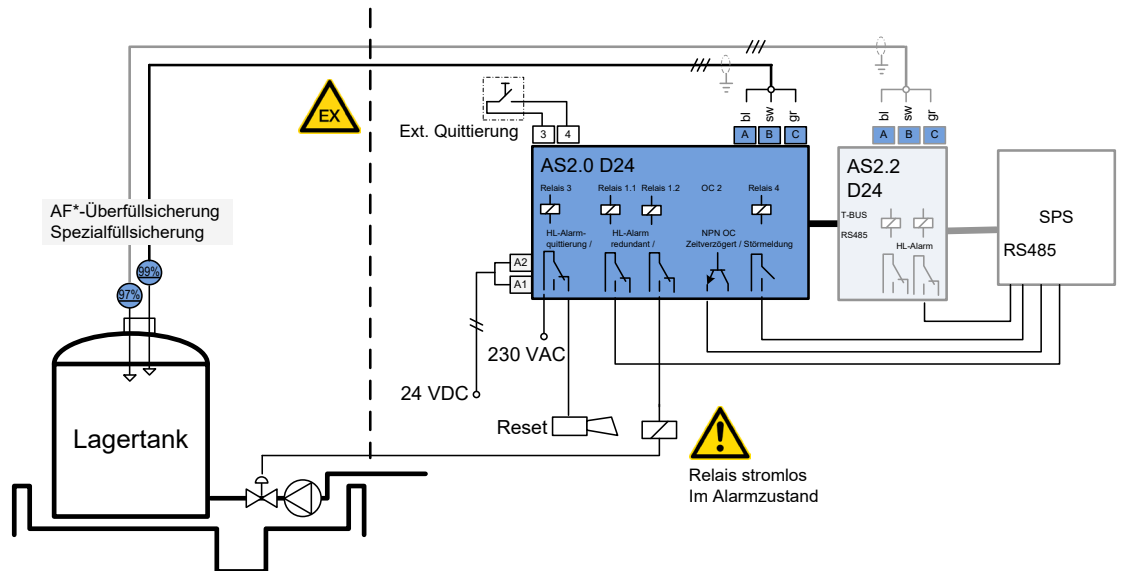 EX
Ext. Quittierung
3 4
bl sw gr
A B C
bl sw gr
A B C
AS2.0 D24
Relais 3
Relais 1.1
Relais 1.2
OC 2
Relais 4
HL-Alarm-
quittierung /
HL-Alarm
redundant /
NPN OC
Zeitverzögert / Störmeldung
A2
A1
AS2.2
D24
T-BUS
RS485
HL-Alarm
SPS
RS485
AF*-Überfüllsicherung
Spezialfüllsicherung
99%
97%
Lagertank
230 VAC
24 VDC
Reset
Relais stromlos
Im Alarmzustand